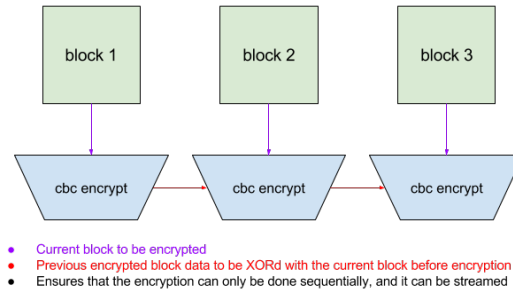 block 1
block 2
block 3
cbc encrypt
cbc encrypt
cbc encrypt
● Current block to be encrypted
● Previous encrypted block data to be XORd with the current block before encryption
● Ensures that the encryption can only be done sequentially, and it can be streamed